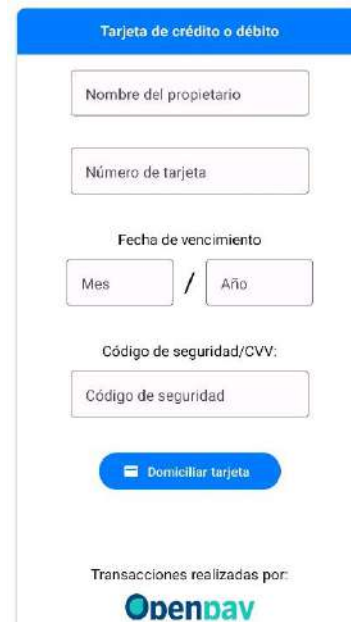 Tarjeta de crédito o débito
Nombre del propietario
Número de tarjeta
Fecha de vencimiento
Mes / Año
Código de seguridad/CVV:
Código de seguridad
Domiciliar tarjeta
Transacciones realizadas por:
Openpay